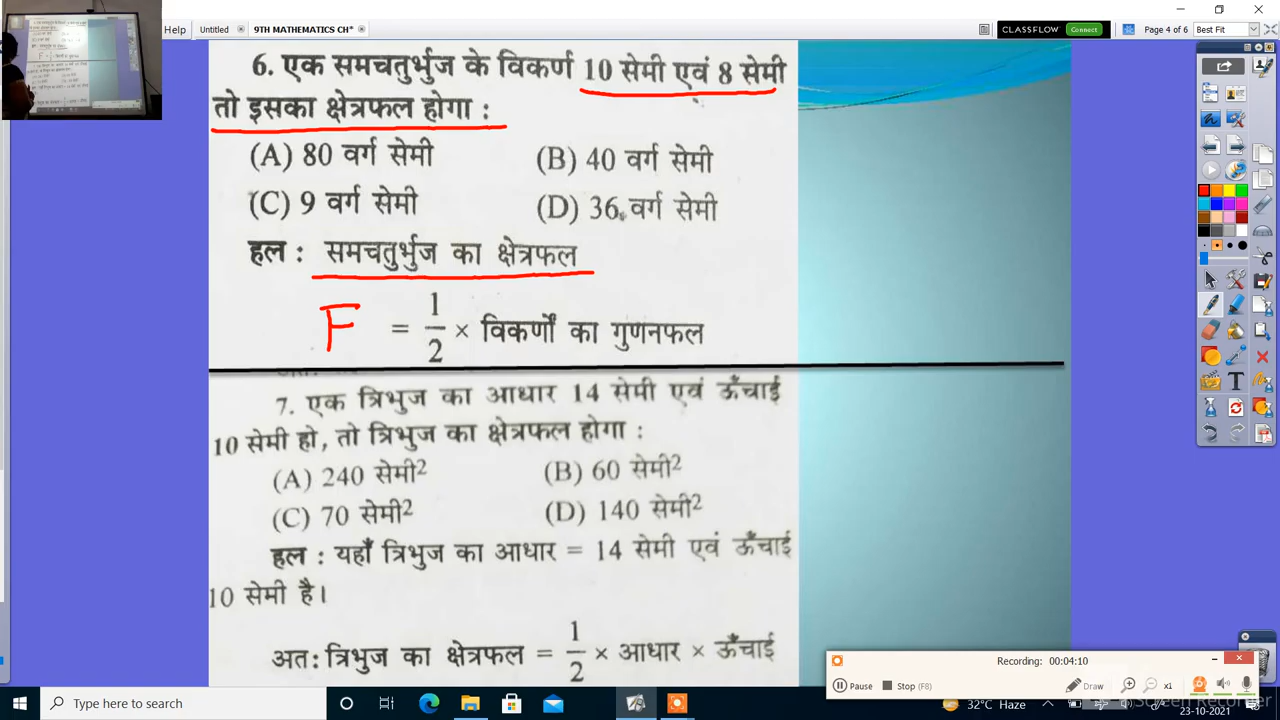 Help
Untitled
9TH MATHEMATICS CH*
CLASSFLOW
Connect
Page 4 of 6
Best Fit
6. एक समचतुर्भुज के विकर्ण 10 सेमी एवं 8 सेमी
तो इसका क्षेत्रफल होगा :
(A) 80 वर्ग सेमी (B) 40 वर्ग सेमी
(C) 9 वर्ग सेमी (D) 36 वर्ग सेमी
हल : समचतुर्भुज का क्षेत्रफल
F = 1/2 × विकर्णों का गुणनफल
7. एक त्रिभुज का आधार 14 सेमी एवं ऊँचाई
10 सेमी हो, तो त्रिभुज का क्षेत्रफल होगा :
(A) 240 सेमी² (B) 60 सेमी²
(C) 70 सेमी² (D) 140 सेमी²
हल : यहाँ त्रिभुज का आधार = 14 सेमी एवं ऊँचाई
10 सेमी है।
अत: त्रिभुज का क्षेत्रफल = 1/2 × आधार × ऊँचाई
Recording: 00:04:10
Pause
Stop (F8)
Draw
x1
Type here to search
32°C Haze
Screen Recorder
23-10-2021